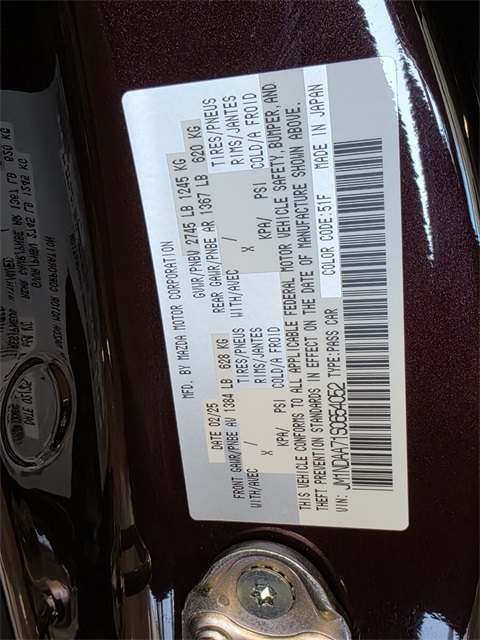 MFD. BY MAZDA MOTOR CORPORATION
DATE 02/25 GVWR/PNBV 2745 LB 1245 KG
FRONT GAWR/PNBE AV 1384 LB 628 KG REAR GAWR/PNBE AR 1367 LB 620 KG
WITH/AVEC / TIRES/PNEUS WITH/AVEC / TIRES/PNEUS
X RIMS/JANTES X RIMS/JANTES
KPA/ PSI COLD/A FROID KPA/ PSI COLD/A FROID
THIS VEHICLE CONFORMS TO ALL APPLICABLE FEDERAL MOTOR VEHICLE SAFETY, BUMPER, AND
THEFT PREVENTION STANDARDS IN EFFECT ON THE DATE OF MANUFACTURE SHOWN ABOVE.
VIN: JM1NDAA71S0654052 TYPE:PASS CAR COLOR CODE:51F MADE IN JAPAN